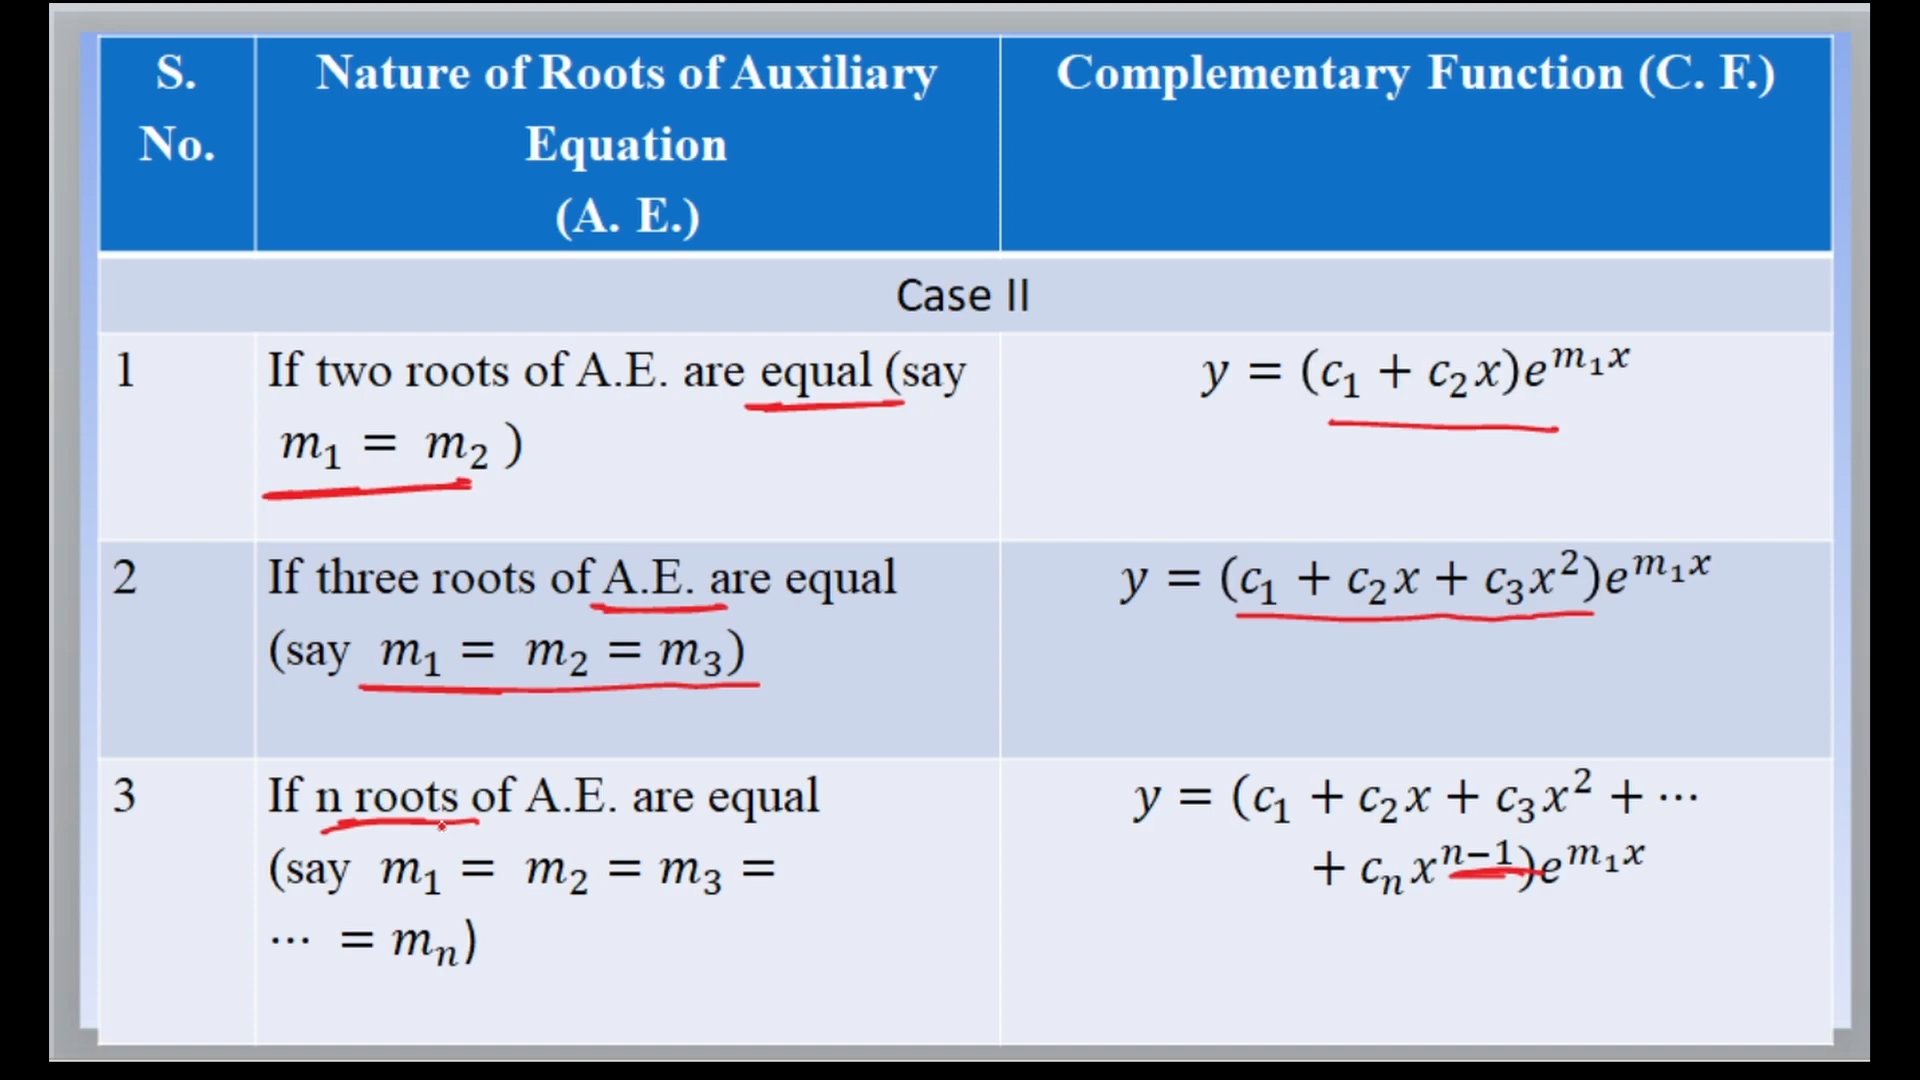 S. No.
Nature of Roots of Auxiliary Equation (A. E.)
Complementary Function (C. F.)
Case II
1
If two roots of A.E. are equal (say
m₁ = m₂ )
y = (c₁ + c₂x)e^{m₁x}
2
If three roots of A.E. are equal
(say m₁ = m₂ = m₃)
y = (c₁ + c₂x + c₃x²)e^{m₁x}
3
If n roots of A.E. are equal
(say m₁ = m₂ = m₃ =
⋯ = mₙ)
y = (c₁ + c₂x + c₃x² + ⋯
+ cₙx^{n−1})e^{m₁x}